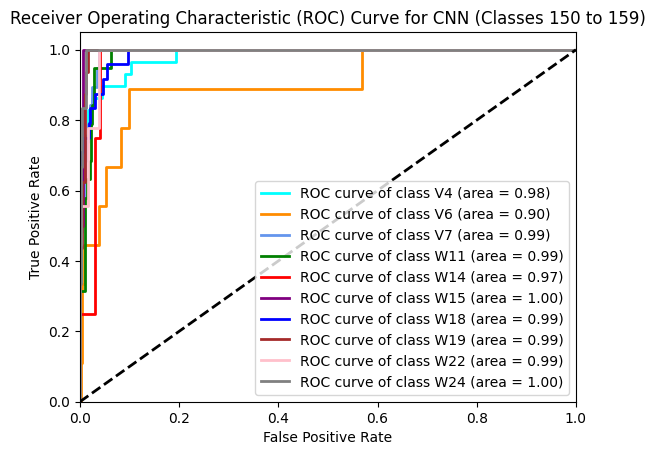 Receiver Operating Characteristic (ROC) Curve for CNN (Classes 150 to 159)
1.0
0.8
0.6
0.4
0.2
0.0
True Positive Rate
ROC curve of class V4 (area = 0.98)
ROC curve of class V6 (area = 0.90)
ROC curve of class V7 (area = 0.99)
ROC curve of class W11 (area = 0.99)
ROC curve of class W14 (area = 0.97)
ROC curve of class W15 (area = 1.00)
ROC curve of class W18 (area = 0.99)
ROC curve of class W19 (area = 0.99)
ROC curve of class W22 (area = 0.99)
ROC curve of class W24 (area = 1.00)
0.0 0.2 0.4 0.6 0.8 1.0
False Positive Rate